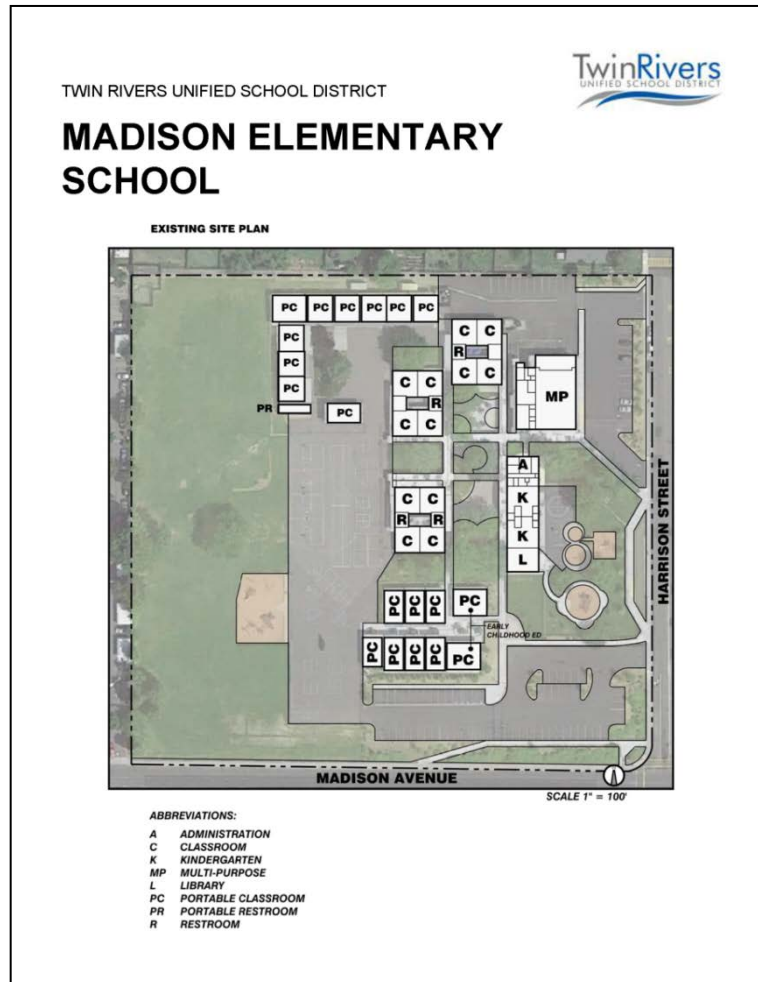 TwinRivers
UNIFIED SCHOOL DISTRICT
TWIN RIVERS UNIFIED SCHOOL DISTRICT
MADISON ELEMENTARY
SCHOOL
EXISTING SITE PLAN
PC PC PC PC PC PC
PC
PC
PC
PR
PC
C C
R
C C
C C
R
C C
MP
A
K
K
L
C C
R R
C C
PC PC PC PC
EARLY
CHILDHOOD ED
PC PC PC PC PC
HARRISON STREET
MADISON AVENUE
SCALE 1" = 100'
ABBREVIATIONS:
A ADMINISTRATION
C CLASSROOM
K KINDERGARTEN
MP MULTI-PURPOSE
L LIBRARY
PC PORTABLE CLASSROOM
PR PORTABLE RESTROOM
R RESTROOM